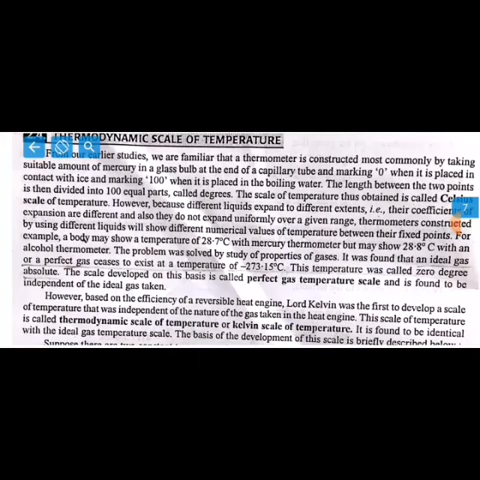 THERMODYNAMIC SCALE OF TEMPERATURE
From our earlier studies, we are familiar that a thermometer is constructed most commonly by taking
suitable amount of mercury in a glass bulb at the end of a capillary tube and marking '0' when it is placed in
contact with ice and marking '100' when it is placed in the boiling water. The length between the two points
is then divided into 100 equal parts, called degrees. The scale of temperature thus obtained is called Celsius
scale of temperature. However, because different liquids expand to different extents, i.e., their coefficients of
expansion are different and also they do not expand uniformly over a given range, thermometers constructed
by using different liquids will show different numerical values of temperature between their fixed points. For
example, a body may show a temperature of 28·7°C with mercury thermometer but may show 28·8°C with an
alcohol thermometer. The problem was solved by study of properties of gases. It was found that an ideal gas
or a perfect gas ceases to exist at a temperature of –273·15°C. This temperature was called zero degree
absolute. The scale developed on this basis is called perfect gas temperature scale and is found to be
independent of the ideal gas taken.
However, based on the efficiency of a reversible heat engine, Lord Kelvin was the first to develop a scale
of temperature that was independent of the nature of the gas taken in the heat engine. This scale of temperature
is called thermodynamic scale of temperature or kelvin scale of temperature. It is found to be identical
with the ideal gas temperature scale. The basis of the development of this scale is briefly described below:
Suppose there are two